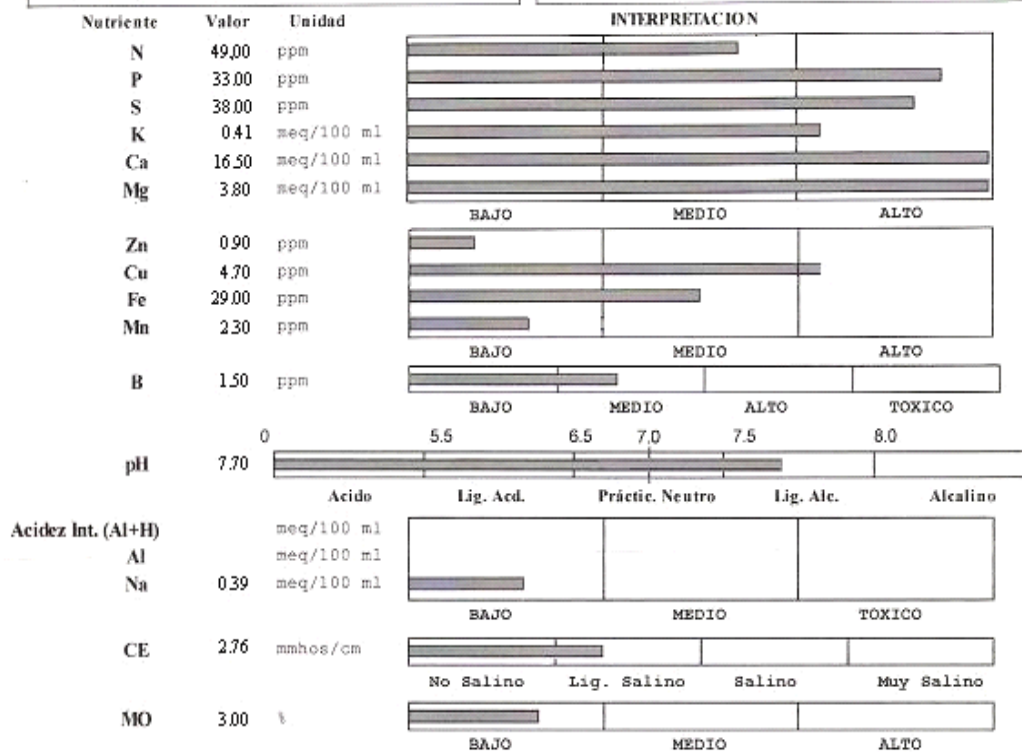 Nutriente Valor Unidad INTERPRETACION
N 49,00 ppm
P 33,00 ppm
S 38,00 ppm
K 0.41 meq/100 ml
Ca 16.50 meq/100 ml
Mg 3.80 meq/100 ml
BAJO MEDIO ALTO
Zn 0.90 ppm
Cu 4.70 ppm
Fe 29.00 ppm
Mn 2.30 ppm
BAJO MEDIO ALTO
B 1.50 ppm
BAJO MEDIO ALTO TOXICO
0 5.5 6.5 7,0 7.5 8.0
pH 7.70
Acido Lig. Acd. Práctic. Neutro Lig. Alc. Alcalino
Acidez Int. (Al+H) meq/100 ml
Al meq/100 ml
Na 0.39 meq/100 ml
BAJO MEDIO TOXICO
CE 2.76 mmhos/cm
No Salino Lig. Salino Salino Muy Salino
MO 3.00 %
BAJO MEDIO ALTO